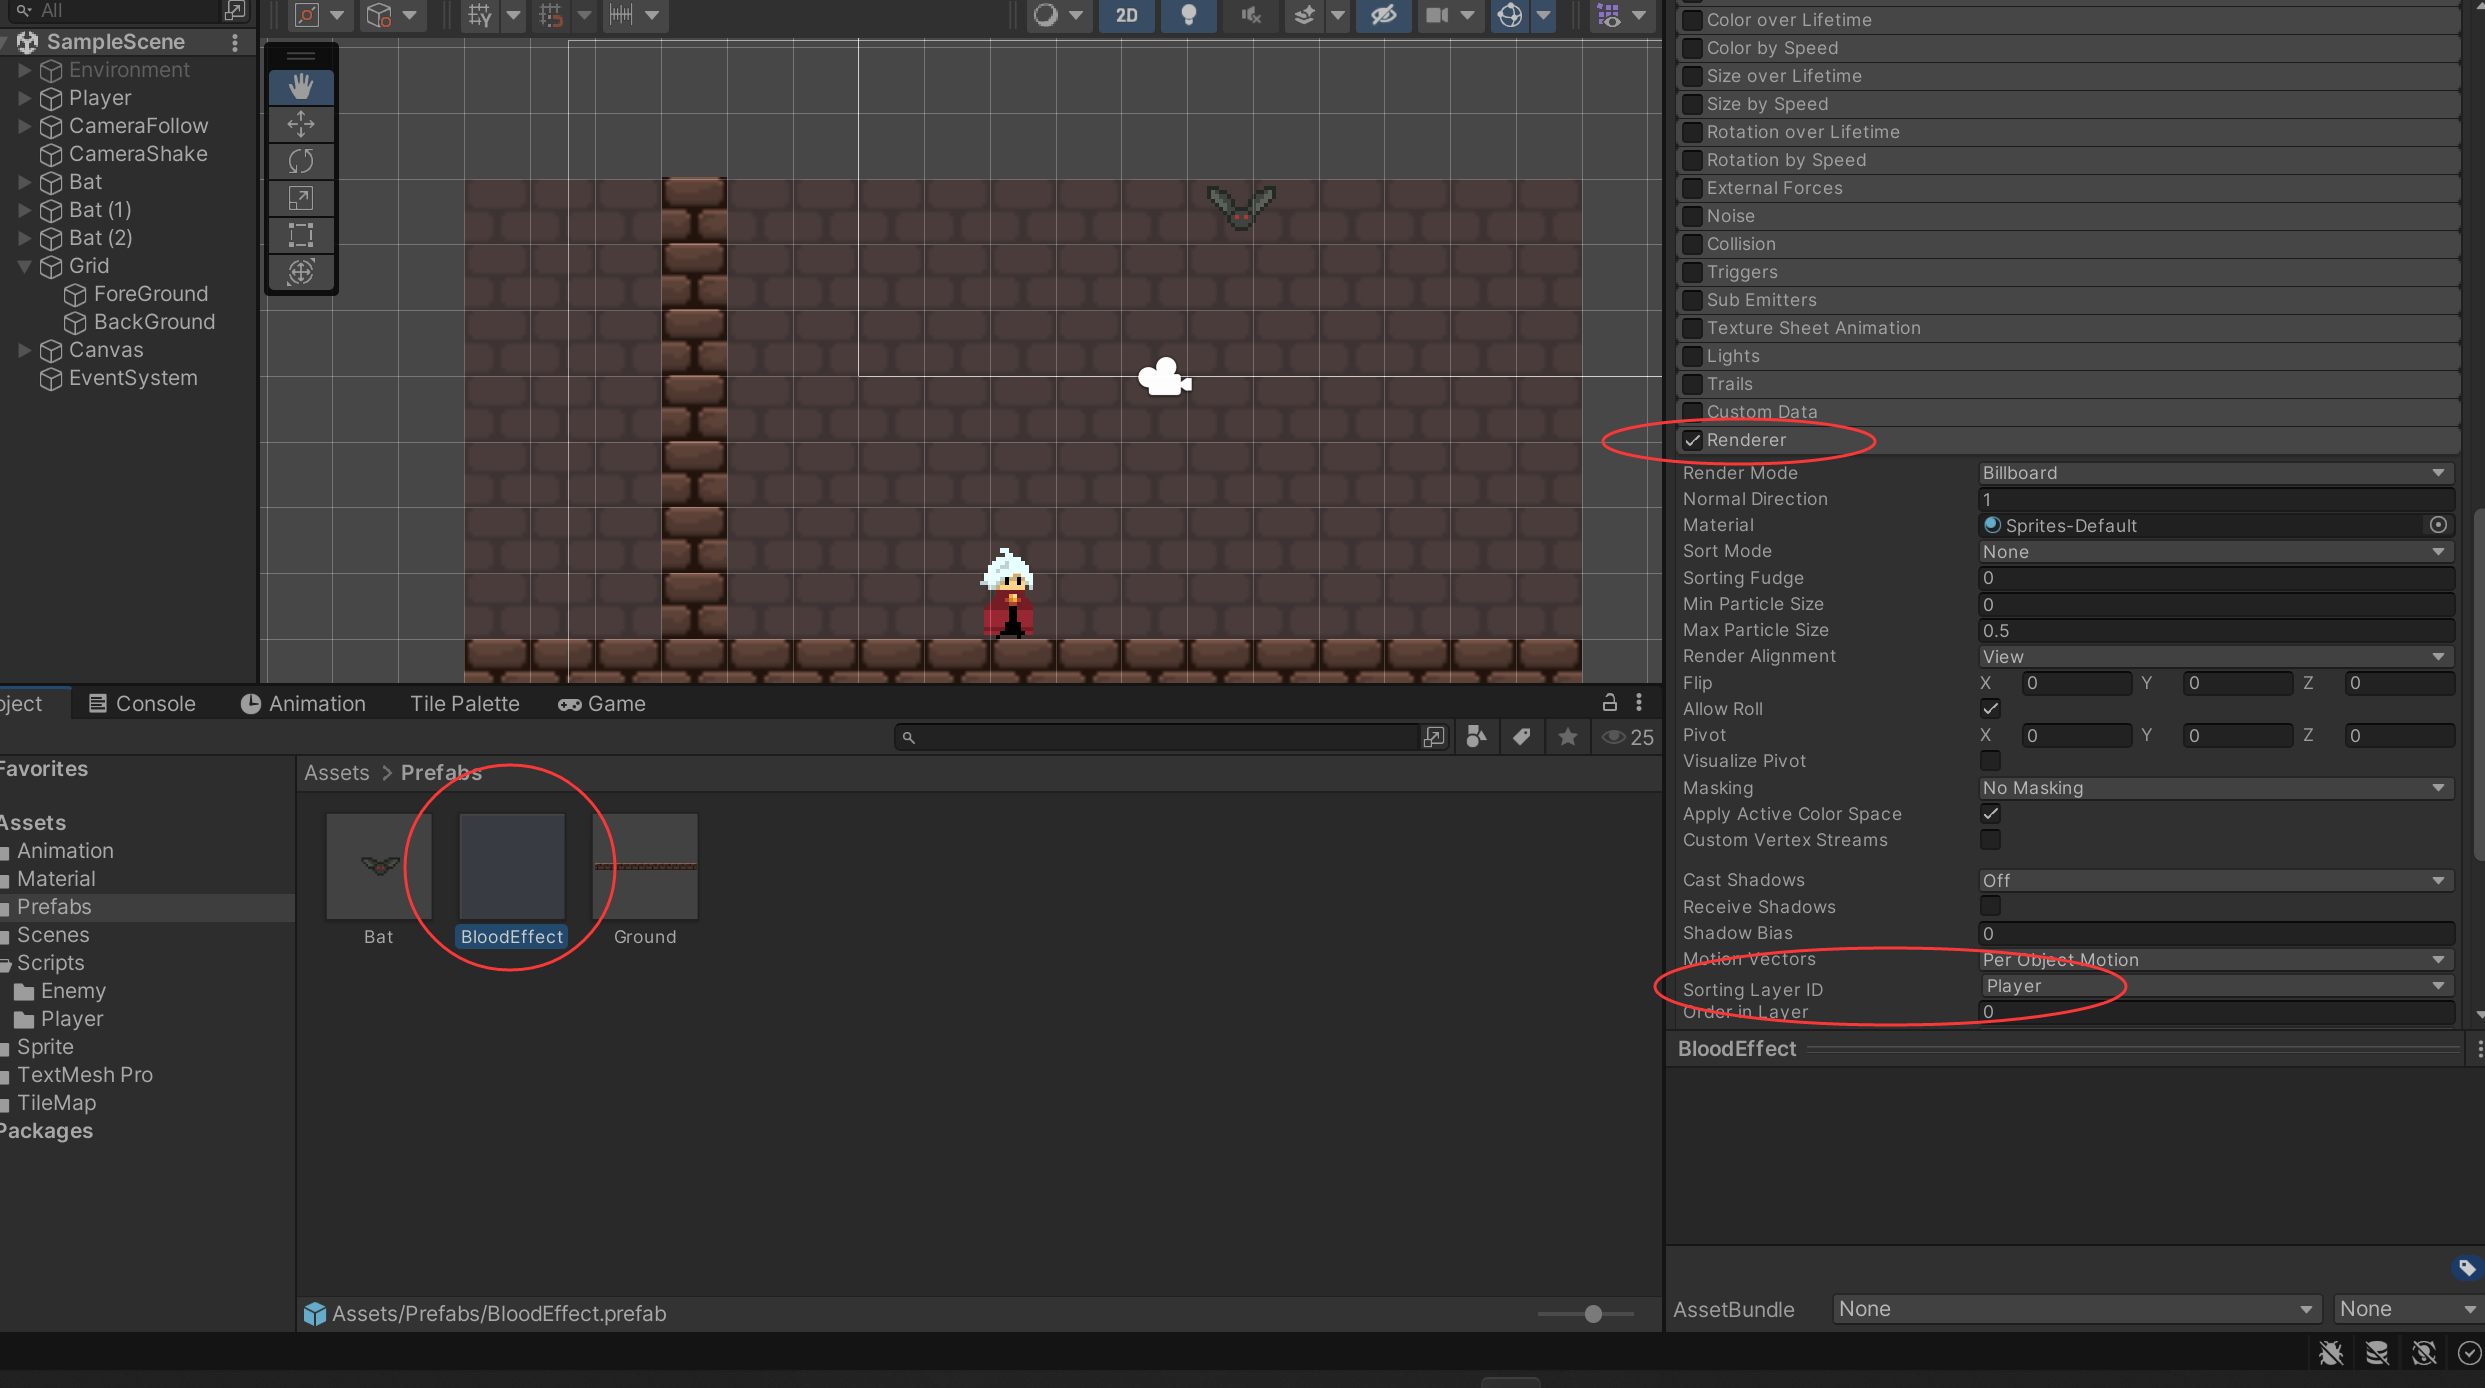 All
SampleScene
Environment
Player
CameraFollow
CameraShake
Bat
Bat (1)
Bat (2)
Grid
ForeGround
BackGround
Canvas
EventSystem
2D
Color over Lifetime
Color by Speed
Size over Lifetime
Size by Speed
Rotation over Lifetime
Rotation by Speed
External Forces
Noise
Collision
Triggers
Sub Emitters
Texture Sheet Animation
Lights
Trails
Custom Data
Renderer
Render Mode Billboard
Normal Direction 1
Material Sprites-Default
Sort Mode None
Sorting Fudge 0
Min Particle Size 0
Max Particle Size 0.5
Render Alignment View
Flip X 0 Y 0 Z 0
Allow Roll
Pivot X 0 Y 0 Z 0
Visualize Pivot
Masking No Masking
Apply Active Color Space
Custom Vertex Streams
Cast Shadows Off
Receive Shadows
Shadow Bias 0
Motion Vectors Per Object Motion
Sorting Layer ID Player
Order in Layer 0
BloodEffect
AssetBundle None None
oject Console Animation Tile Palette Game
25
Favorites
Assets
Animation
Material
Prefabs
Scenes
Scripts
Enemy
Player
Sprite
TextMesh Pro
TileMap
Packages
Assets > Prefabs
Bat BloodEffect Ground
Assets/Prefabs/BloodEffect.prefab